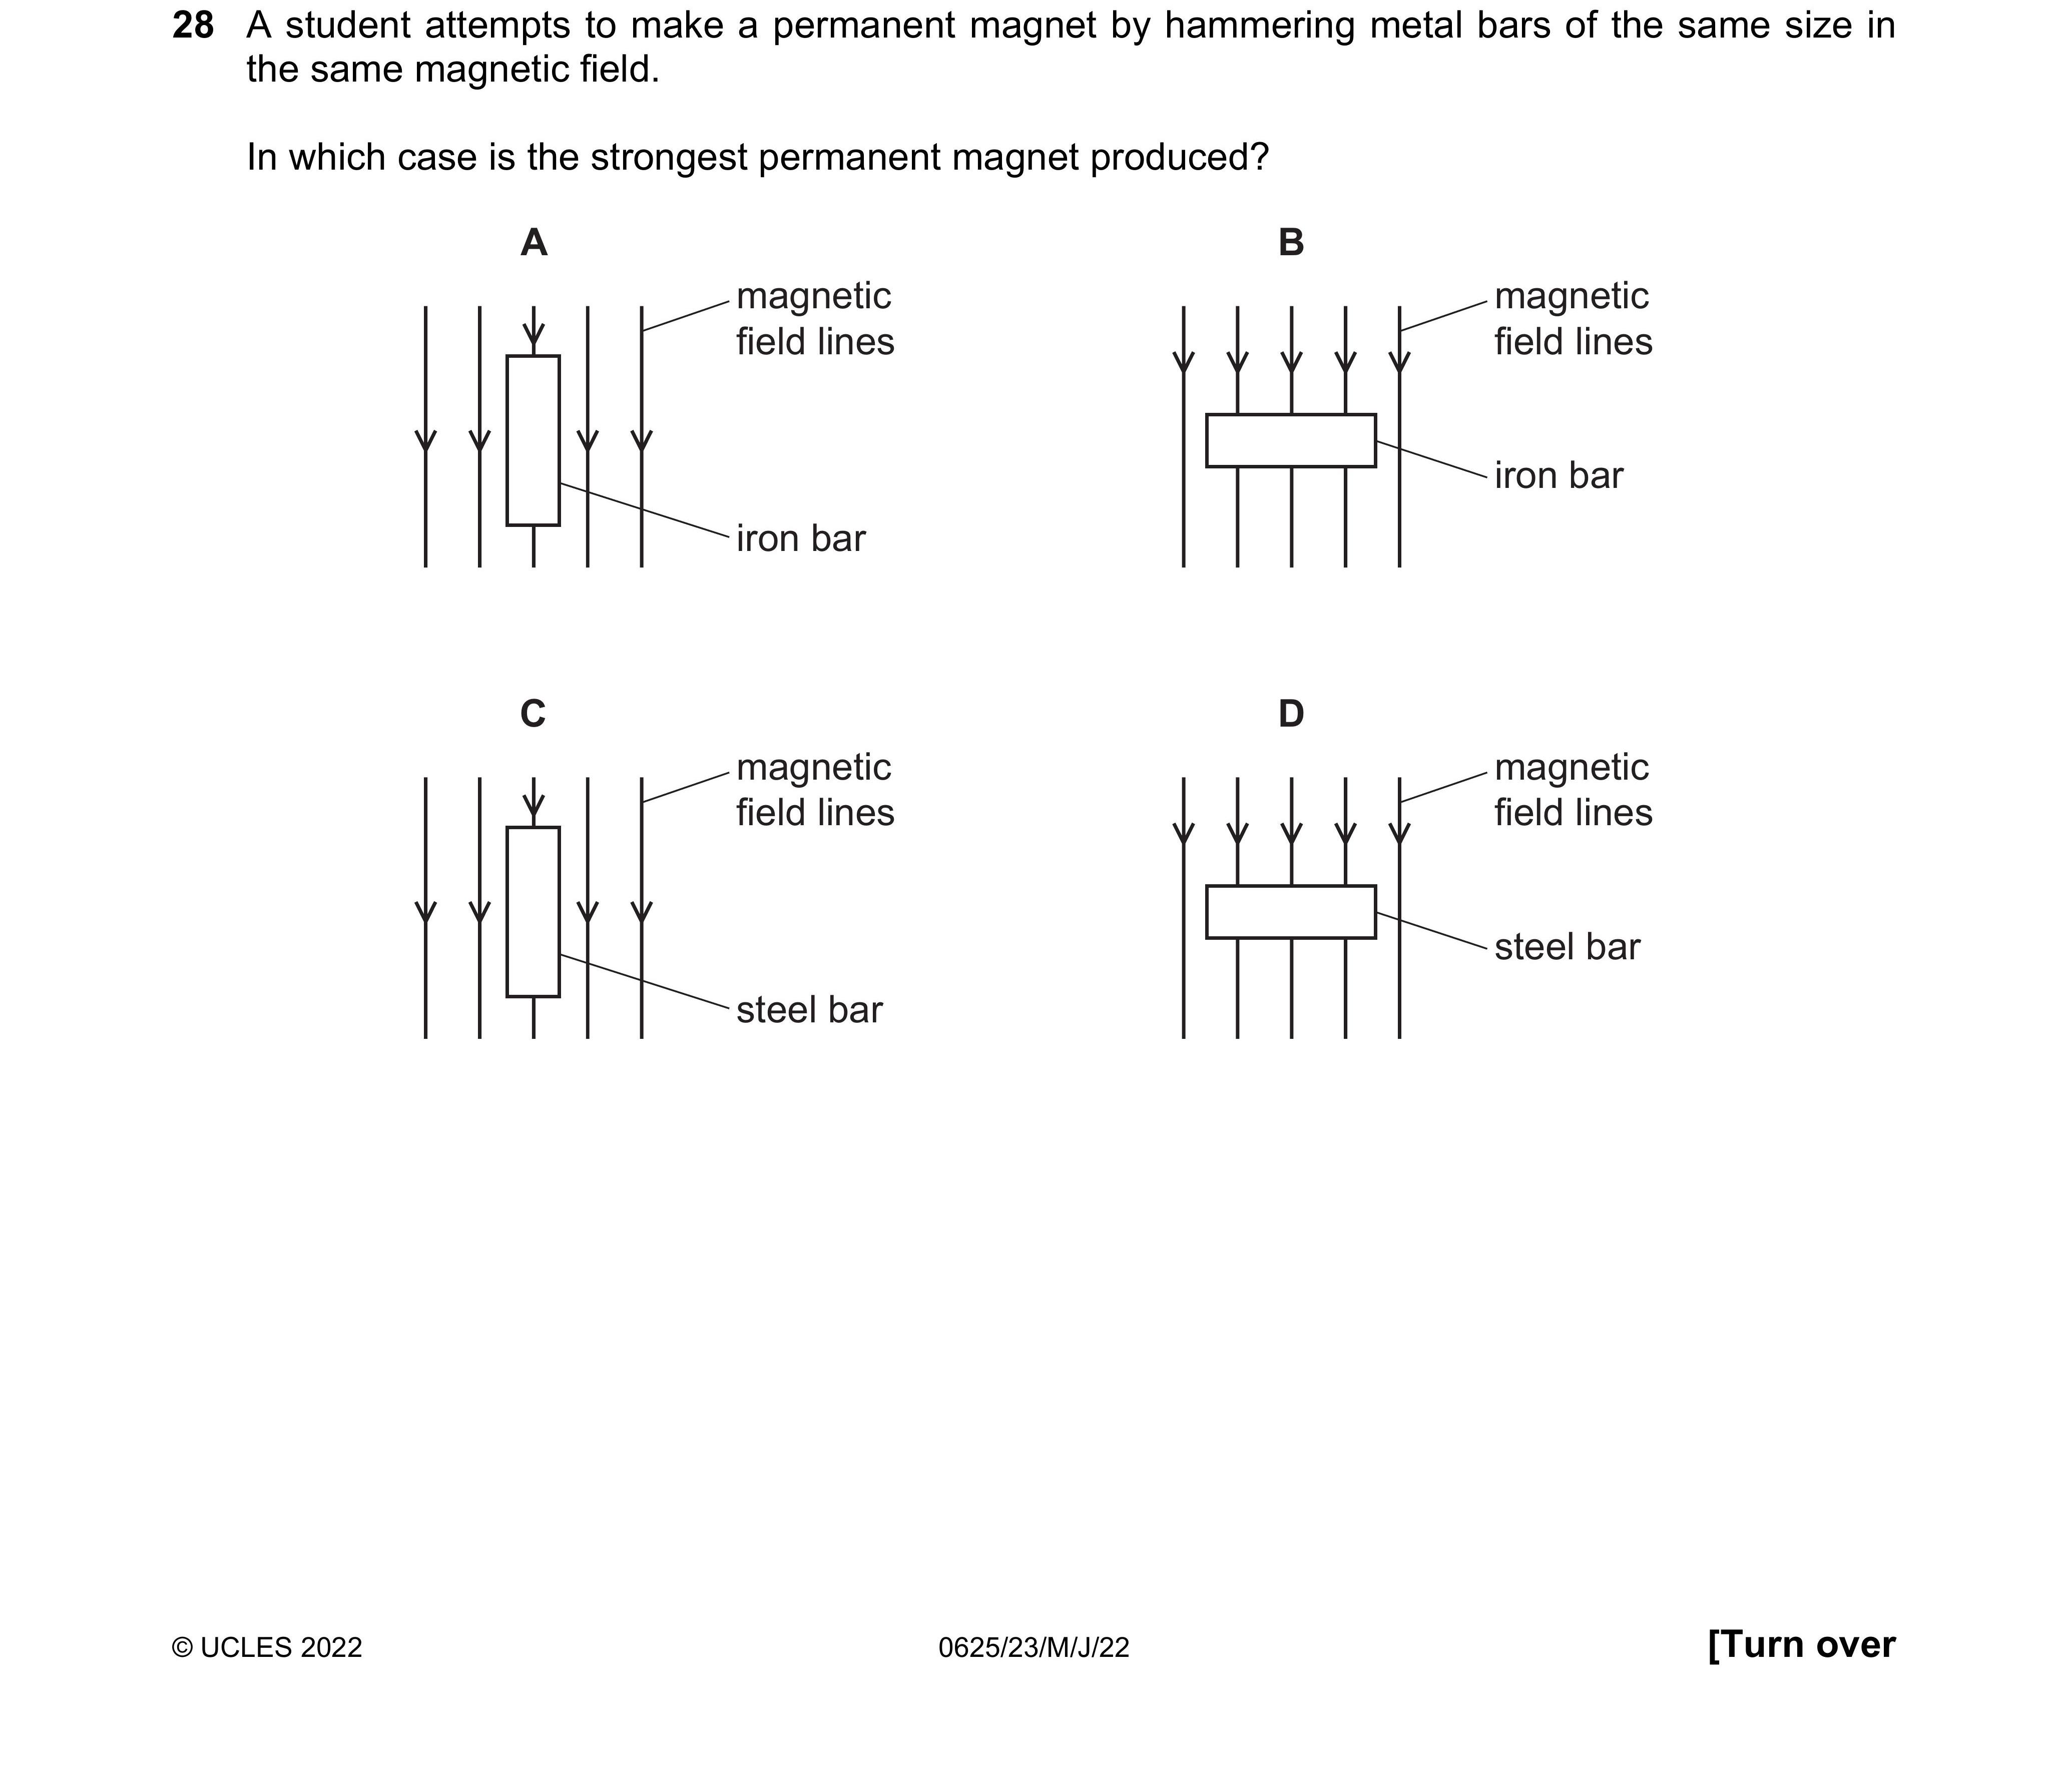 28 A student attempts to make a permanent magnet by hammering metal bars of the same size in
the same magnetic field.
In which case is the strongest permanent magnet produced?
A
magnetic
field lines
iron bar
B
magnetic
field lines
iron bar
C
magnetic
field lines
steel bar
D
magnetic
field lines
steel bar
© UCLES 2022
0625/23/M/J/22
[Turn over